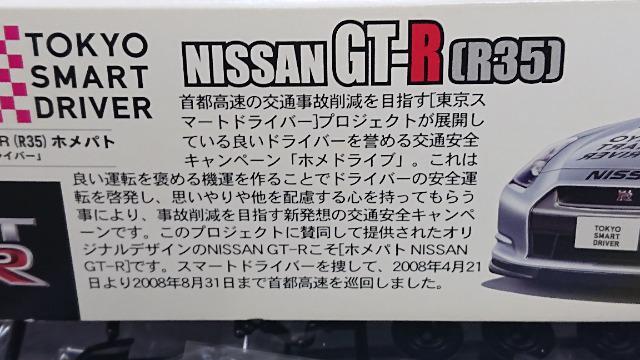 TOKYO
SMART
DRIVER
R (R35) ホメパト
イバー」
NISSAN GT-R (R35)
首都高速の交通事故削減を目指す[東京ス
マートドライバー]プロジェクトが展開し
ている良いドライバーを誉める交通安全
キャンペーン「ホメドライブ」。これは
良い運転を褒める機運を作ることでドライバーの安全運
転を啓発し、思いやりや他を配慮する心を持ってもらう
事により、事故削減を目指す新発想の交通安全キャンペ
ーンです。このプロジェクトに賛同して提供されたオリ
ジナルデザインのNISSAN GT-Rこそ[ホメパト NISSAN
GT-R]です。スマートドライバーを捜して、2008年4月21
日より2008年8月31日まで首都高速を巡回しました。
TOKYO
SMART
DRIVER